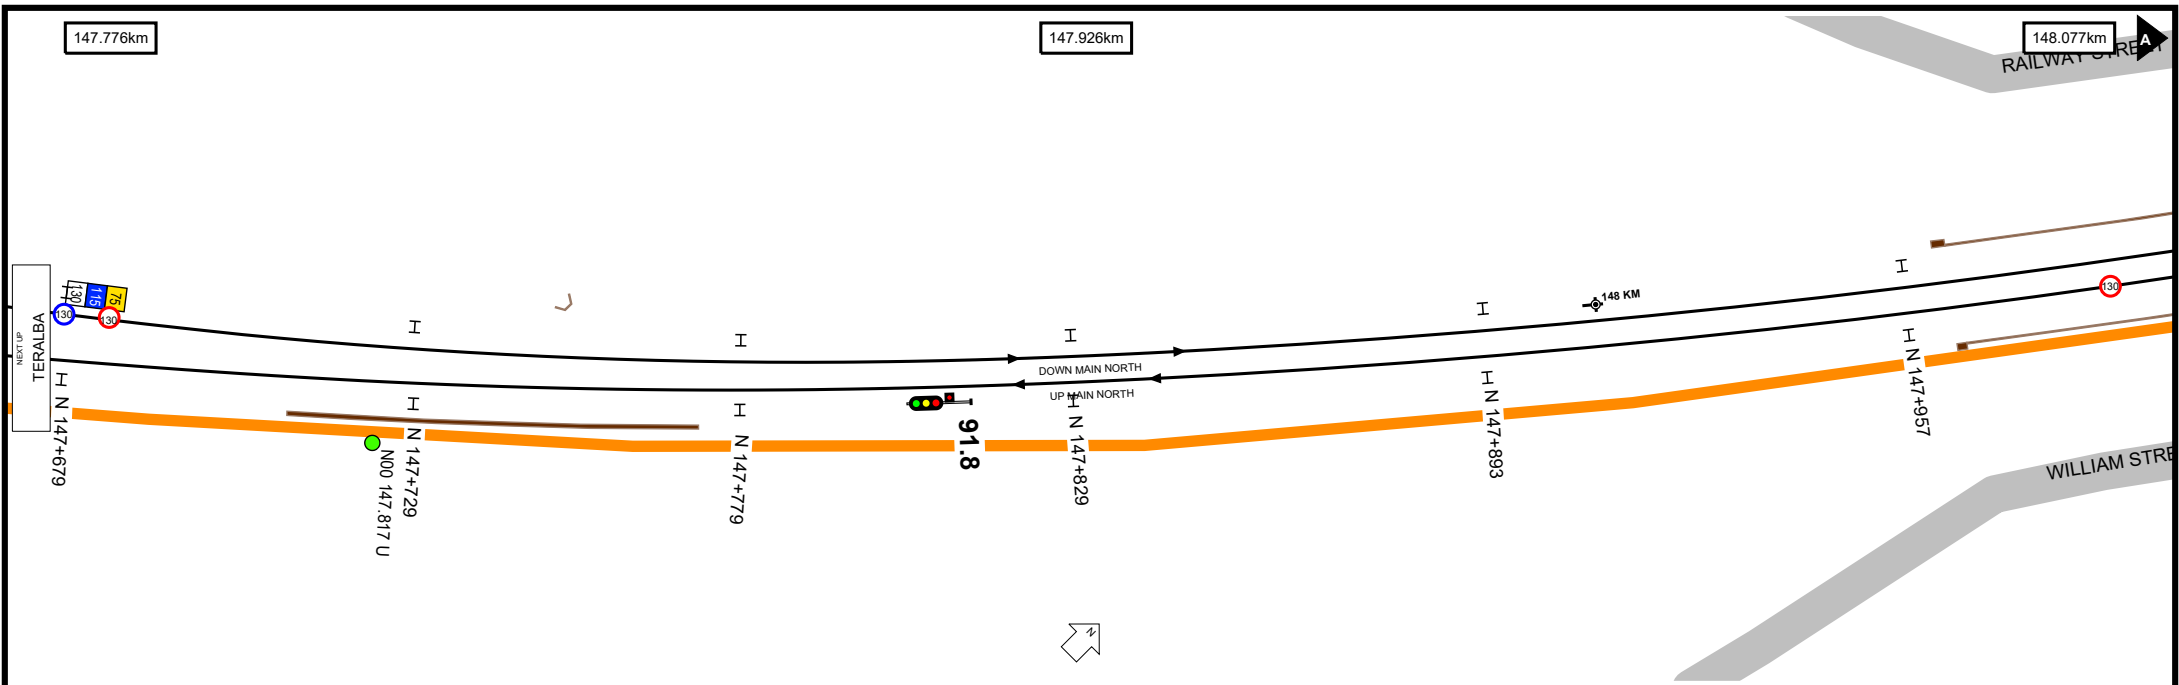 147.776km
147.926km
148.077km
A
RAILWAY STREET
130
115
75
130
130
148 KM
130
NEXT UP
TERALBA
H
H
H
H
H
DOWN MAIN NORTH
UP MAIN NORTH
H N 147+679
H N 147+729
H N 147+779
H N 147+829
H N 147+893
H N 147+957
91.8
N00 147.817 U
WILLIAM STRE
N